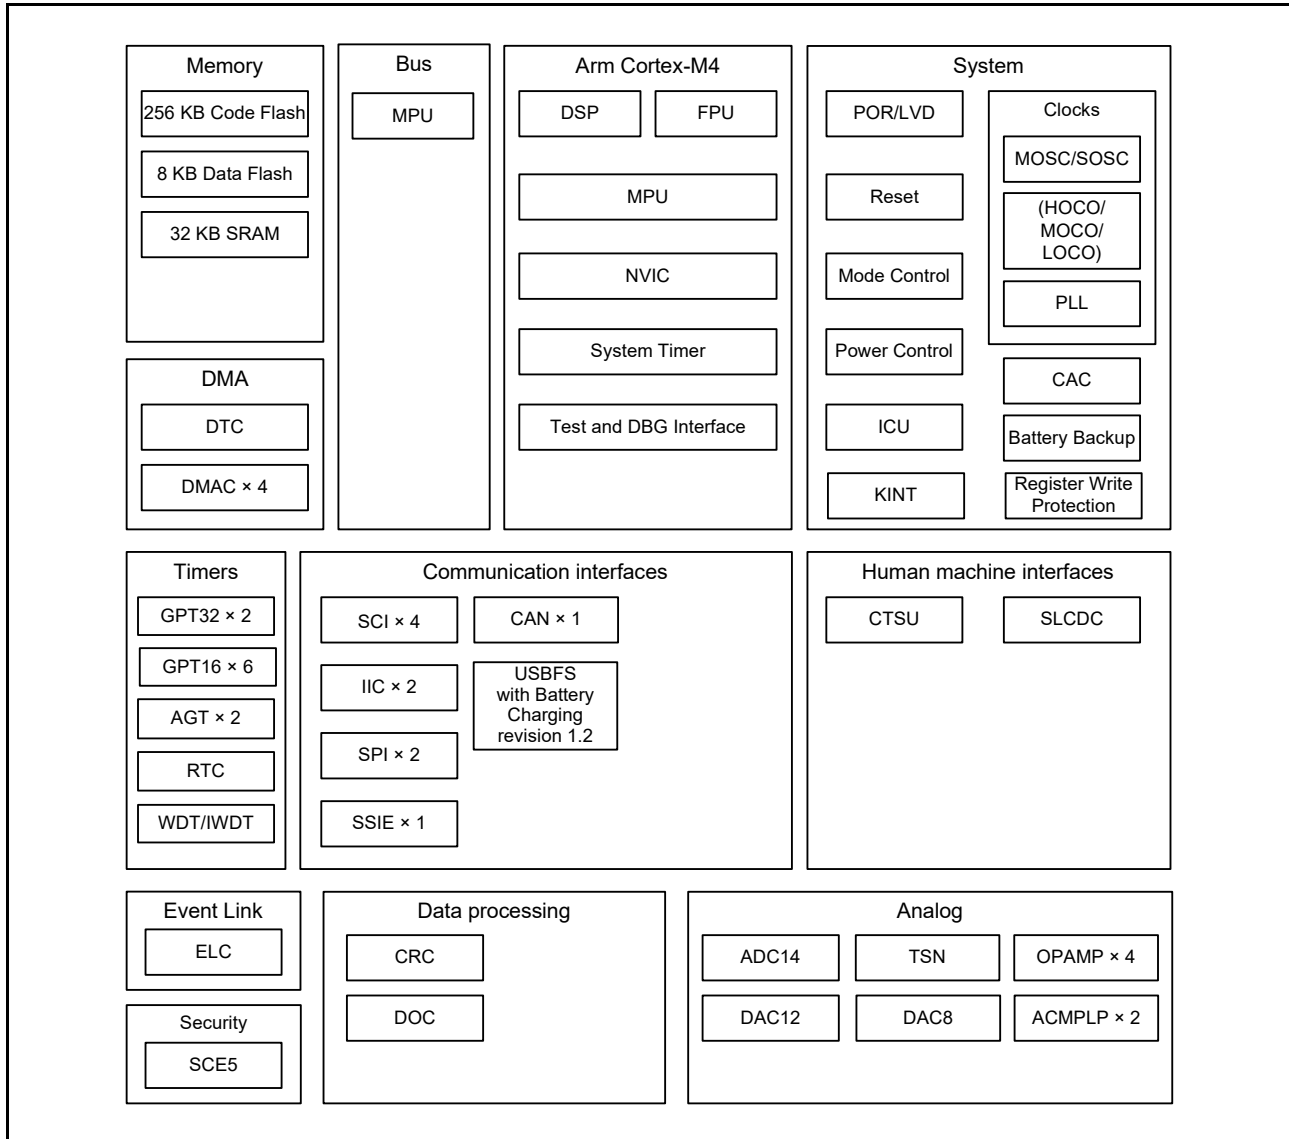 Memory
256 KB Code Flash
8 KB Data Flash
32 KB SRAM
DMA
DTC
DMAC × 4
Bus
MPU
Arm Cortex-M4
DSP
FPU
MPU
NVIC
System Timer
Test and DBG Interface
System
POR/LVD
Reset
Mode Control
Power Control
ICU
KINT
Clocks
MOSC/SOSC
(HOCO/
MOCO/
LOCO)
PLL
CAC
Battery Backup
Register Write
Protection
Timers
GPT32 × 2
GPT16 × 6
AGT × 2
RTC
WDT/IWDT
Communication interfaces
SCI × 4
IIC × 2
SPI × 2
SSIE × 1
CAN × 1
USBFS
with Battery
Charging
revision 1.2
Human machine interfaces
CTSU
SLCDC
Event Link
ELC
Security
SCE5
Data processing
CRC
DOC
Analog
ADC14
TSN
OPAMP × 4
DAC12
DAC8
ACMPLP × 2